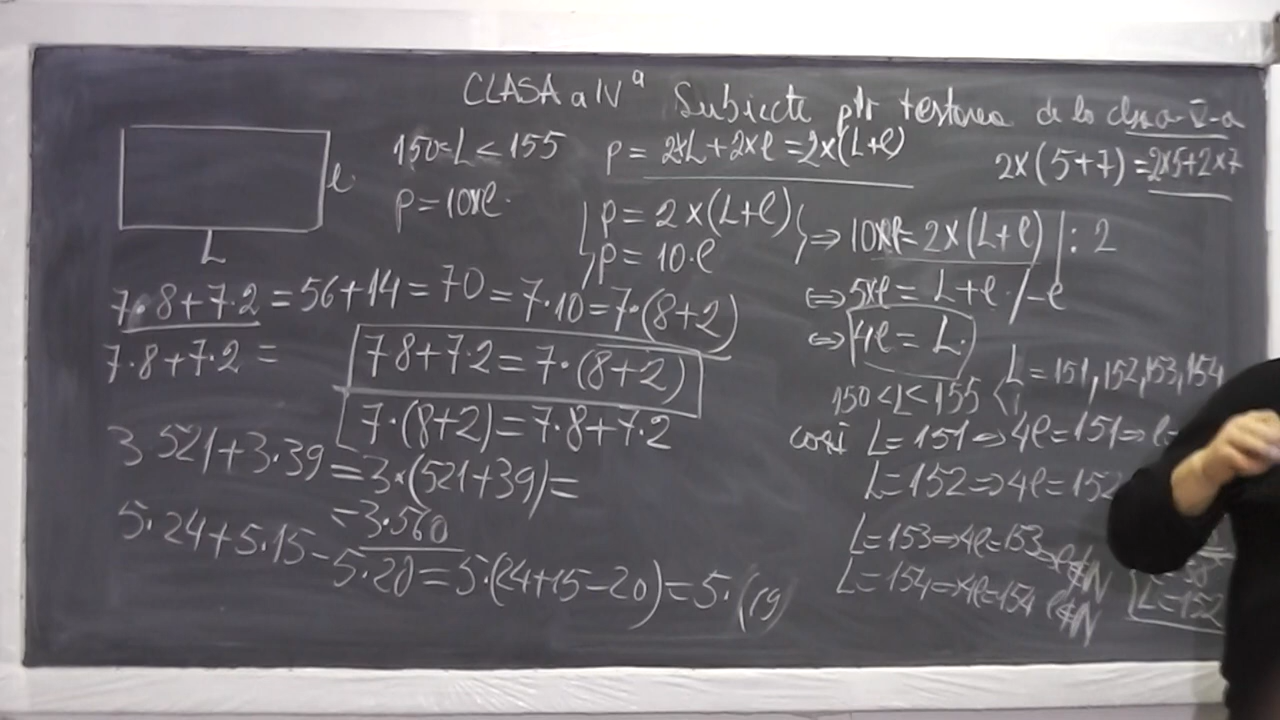 CLASA a IV ª Subiecte ptr testarea de la clasa a-V-a
150<L<155
p = 2×L+2×l =2×(L+l)
2×(5+7)=2×5+2×7
l
p=10×l
L
p = 2×(L+l)
p = 10·l
⇒ 10×l=2×(L+l) | : 2
⇔ 5×l = L+l /-l
⇔ 4l = L
7·8+7·2 =56+14= 70 =7·10=7·(8+2)
7·8+7·2 =
7 8+7·2 = 7·(8+2)
7·(8+2)=7·8+7·2
150<L<155
L = 151,152,153,154
L= 151⇒4l=151⇒l=
L=152⇒4l=152
L=153⇒4l=153⇒l∉N
L=154⇒4l=154 l∉N
L=152
3·521+3·39=3·(521+39)=
=3·560
5·24+5·15-5·20=5·(24+15-20)=5·(19)